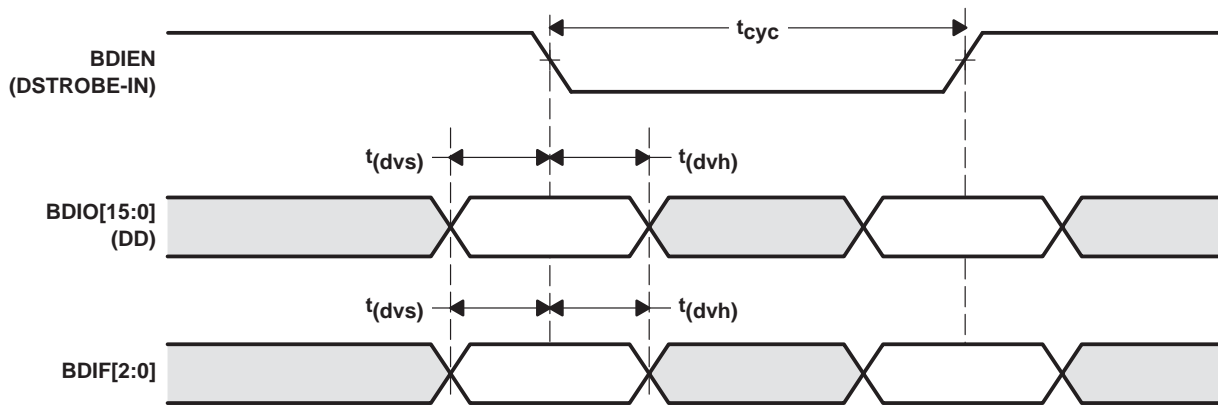 tcyc
BDIEN
(DSTROBE-IN)
t(dvs)
t(dvh)
BDIO[15:0]
(DD)
t(dvs)
t(dvh)
BDIF[2:0]